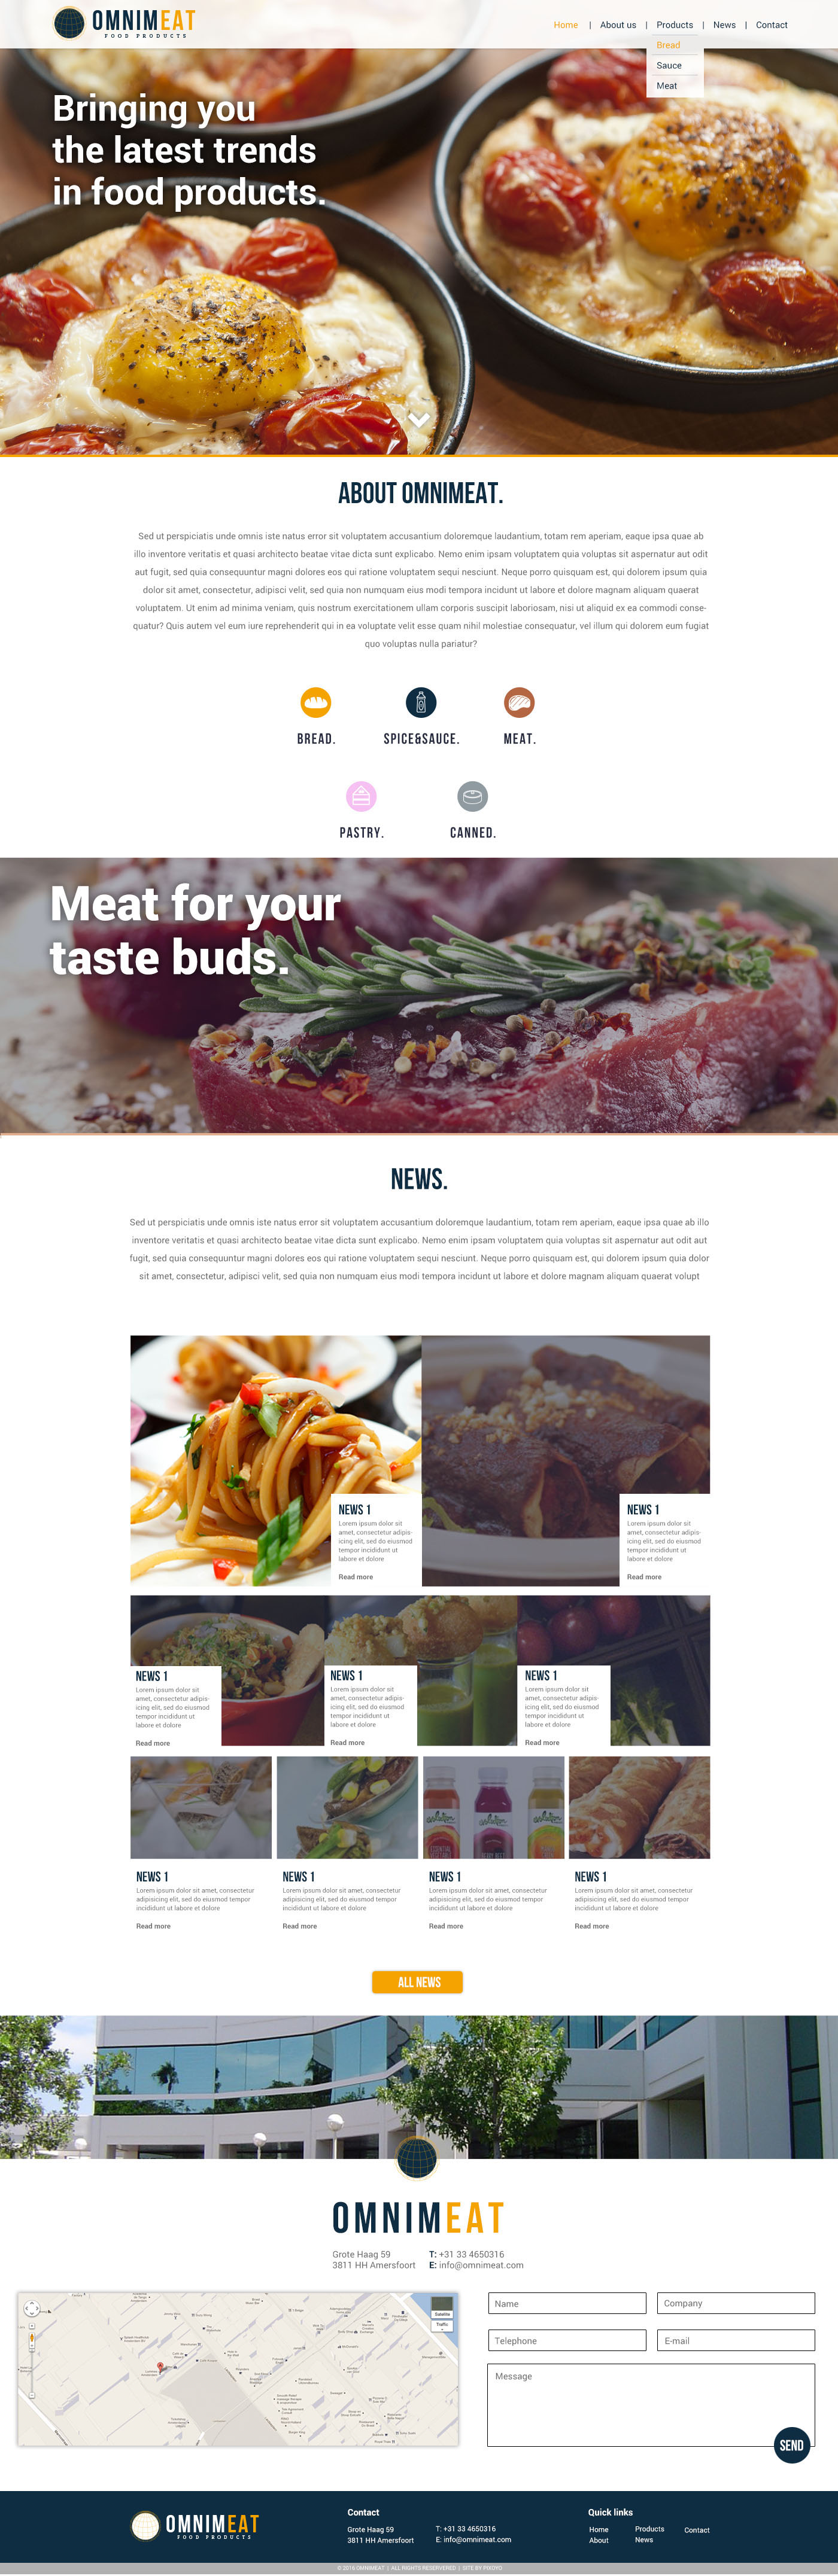 OMNIMEAT
FOOD PRODUCTS
Home | About us | Products | News | Contact
Bread
Sauce
Meat
Bringing you
the latest trends
in food products.
ABOUT OMNIMEAT.
Sed ut perspiciatis unde omnis iste natus error sit voluptatem accusantium doloremque laudantium, totam rem aperiam, eaque ipsa quae ab
illo inventore veritatis et quasi architecto beatae vitae dicta sunt explicabo. Nemo enim ipsam voluptatem quia voluptas sit aspernatur aut odit
aut fugit, sed quia consequuntur magni dolores eos qui ratione voluptatem sequi nesciunt. Neque porro quisquam est, qui dolorem ipsum quia
dolor sit amet, consectetur, adipisci velit, sed quia non numquam eius modi tempora incidunt ut labore et dolore magnam aliquam quaerat
voluptatem. Ut enim ad minima veniam, quis nostrum exercitationem ullam corporis suscipit laboriosam, nisi ut aliquid ex ea commodi conse-
quatur? Quis autem vel eum iure reprehenderit qui in ea voluptate velit esse quam nihil molestiae consequatur, vel illum qui dolorem eum fugiat
quo voluptas nulla pariatur?
BREAD.
SPICE&SAUCE.
MEAT.
PASTRY.
CANNED.
Meat for your
taste buds.
NEWS.
Sed ut perspiciatis unde omnis iste natus error sit voluptatem accusantium doloremque laudantium, totam rem aperiam, eaque ipsa quae ab illo
inventore veritatis et quasi architecto beatae vitae dicta sunt explicabo. Nemo enim ipsam voluptatem quia voluptas sit aspernatur aut odit aut
fugit, sed quia consequuntur magni dolores eos qui ratione voluptatem sequi nesciunt. Neque porro quisquam est, qui dolorem ipsum quia dolor
sit amet, consectetur, adipisci velit, sed quia non numquam eius modi tempora incidunt ut labore et dolore magnam aliquam quaerat volupt
NEWS 1
Lorem ipsum dolor sit
amet, consectetur adipis-
icing elit, sed do eiusmod
tempor incididunt ut
labore et dolore
Read more
NEWS 1
Lorem ipsum dolor sit
amet, consectetur adipis-
icing elit, sed do eiusmod
tempor incididunt ut
labore et dolore
Read more
NEWS 1
Lorem ipsum dolor sit
amet, consectetur adipis-
icing elit, sed do eiusmod
tempor incididunt ut
labore et dolore
Read more
NEWS 1
Lorem ipsum dolor sit
amet, consectetur adipis-
icing elit, sed do eiusmod
tempor incididunt ut
labore et dolore
Read more
NEWS 1
Lorem ipsum dolor sit
amet, consectetur adipis-
icing elit, sed do eiusmod
tempor incididunt ut
labore et dolore
Read more
NEWS 1
Lorem ipsum dolor sit amet, consectetur
adipisicing elit, sed do eiusmod tempor
incididunt ut labore et dolore
Read more
NEWS 1
Lorem ipsum dolor sit amet, consectetur
adipisicing elit, sed do eiusmod tempor
incididunt ut labore et dolore
Read more
NEWS 1
Lorem ipsum dolor sit amet, consectetur
adipisicing elit, sed do eiusmod tempor
incididunt ut labore et dolore
Read more
NEWS 1
Lorem ipsum dolor sit amet, consectetur
adipisicing elit, sed do eiusmod tempor
incididunt ut labore et dolore
Read more
ALL NEWS
OMNIMEAT
Grote Haag 59
3811 HH Amersfoort
T: +31 33 4650316
E: info@omnimeat.com
Satellite
Traffic
Name
Company
Telephone
E-mail
Message
SEND
OMNIMEAT
FOOD PRODUCTS
Contact
Grote Haag 59
3811 HH Amersfoort
T: +31 33 4650316
E: info@omnimeat.com
Quick links
Home
About
Products
News
Contact
© 2016 OMNIMEAT | ALL RIGHTS RESERVERED | SITE BY PIXOYO